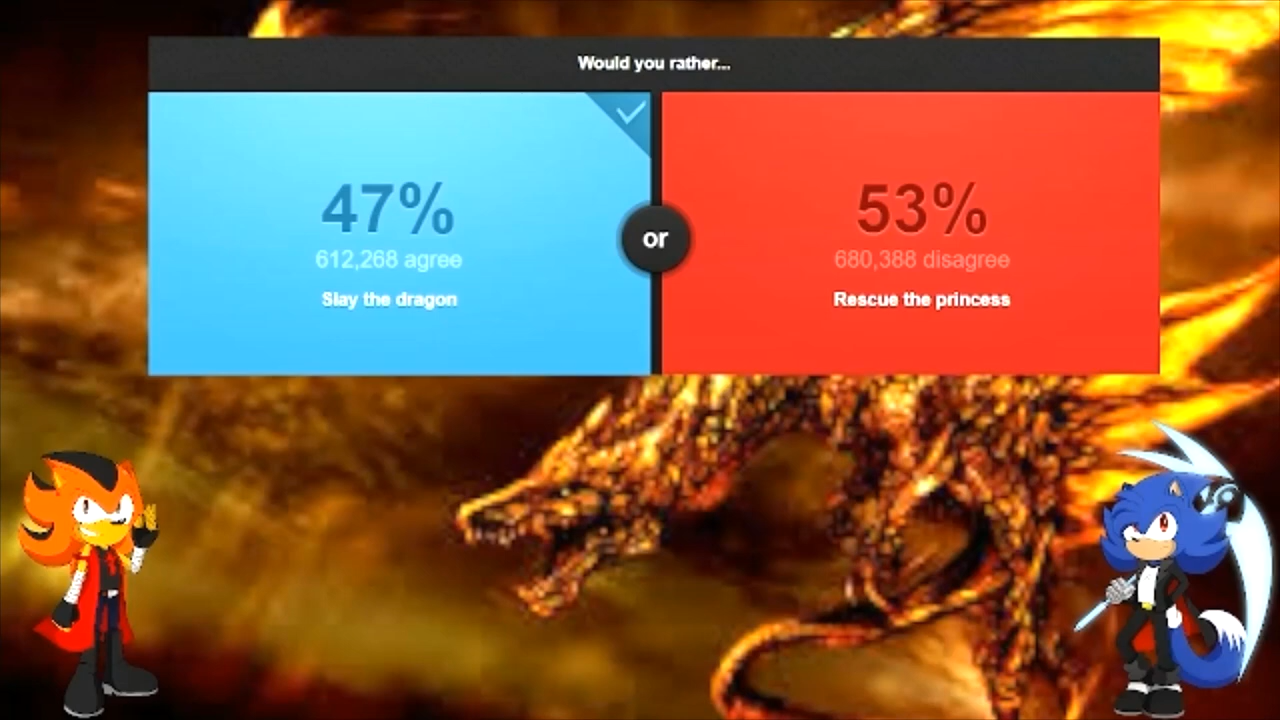 Would you rather...
47%
612,268 agree
Slay the dragon
or
53%
680,388 disagree
Rescue the princess